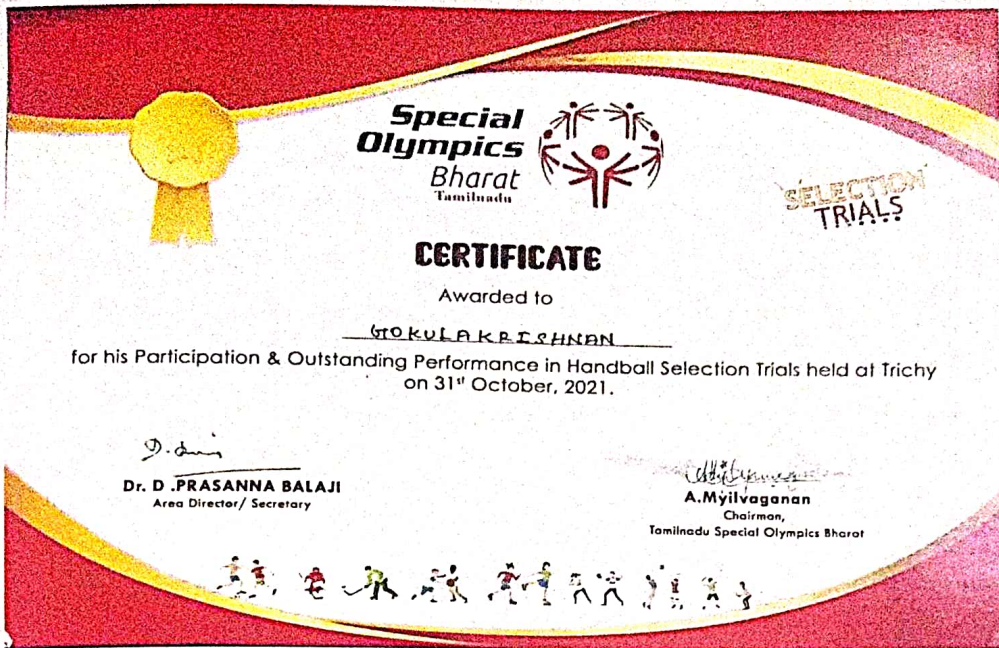 Special
Olympics
Bharat
Tamilnadu
SELECTION
TRIALS
CERTIFICATE
Awarded to
GOKULAKRISHNAN
for his Participation & Outstanding Performance in Handball Selection Trials held at Trichy
on 31st October, 2021.
Dr. D .PRASANNA BALAJI
Area Director/ Secretary
A.Myilvaganan
Chairman,
Tamilnadu Special Olympics Bharat